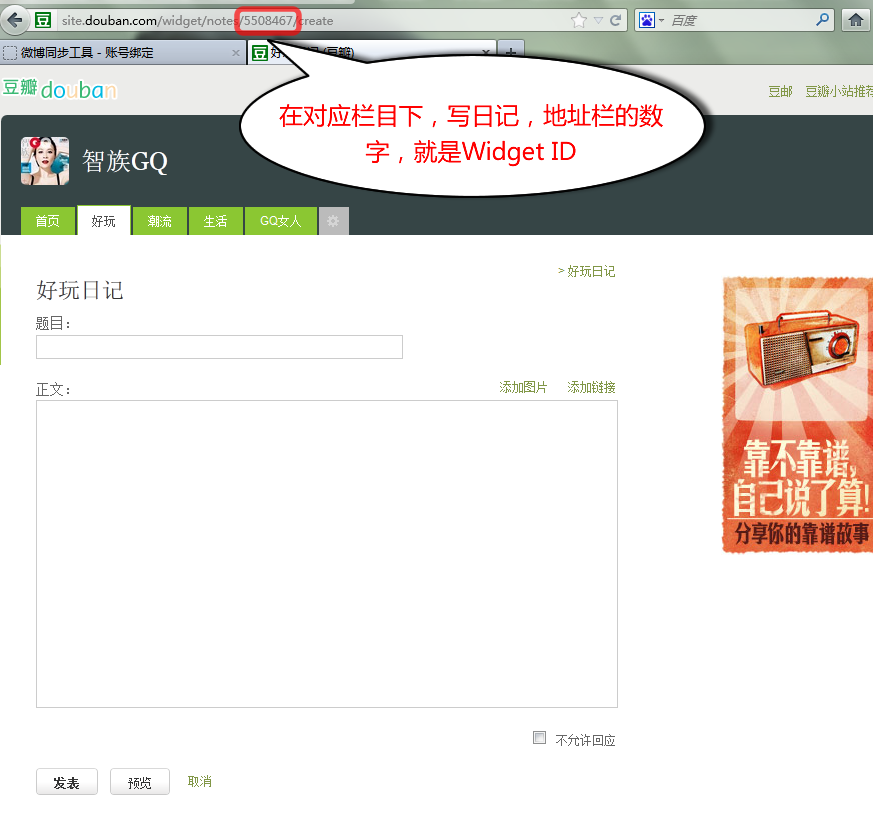 site.douban.com/widget/notes/5508467/create
百度
微博同步工具 - 账号绑定
豆瓣 douban
豆邮 豆瓣小站推荐
在对应栏目下，写日记，地址栏的数
字，就是Widget ID
智族GQ
首页 好玩 潮流 生活 GQ女人
> 好玩日记
好玩日记
题目：
正文：
添加图片 添加链接
靠不靠谱,
自己说了算!
分享你的靠谱故事
不允许回应
发表 预览 取消